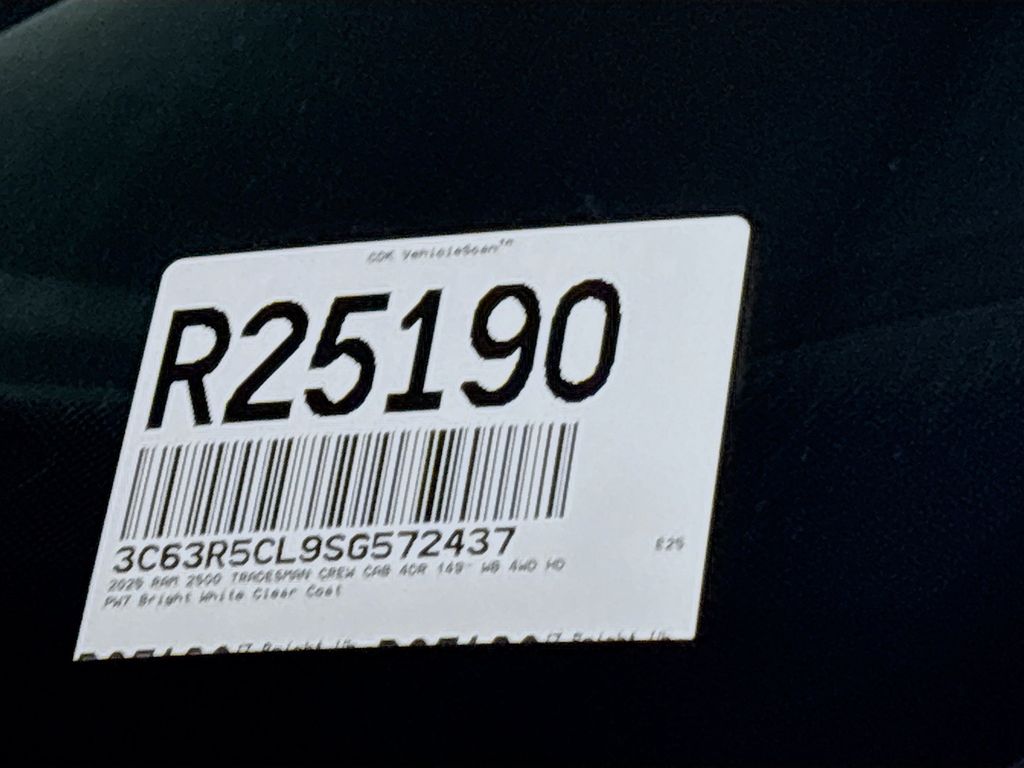 CDK VehicleScan™
R25190
3C63R5CL9SG572437
E25
2025 RAM 2500 TRADESMAN CREW CAB 4DR 149" WB 4WD HD
PW7 Bright White Clear Coat